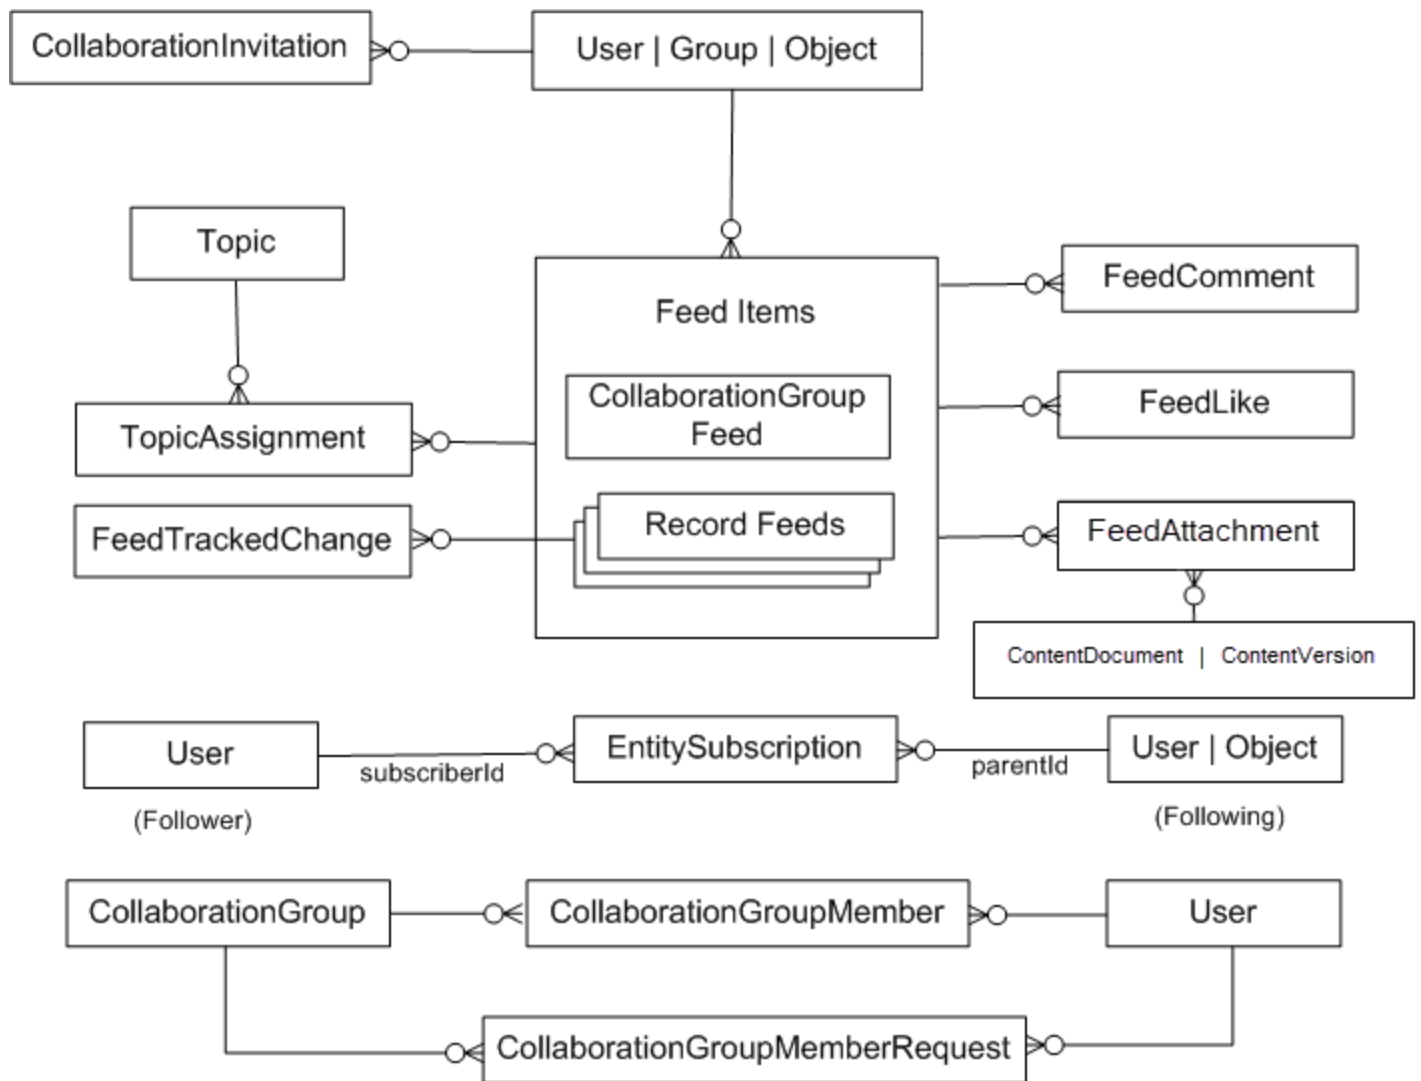 CollaborationInvitation
User | Group | Object
Topic
Feed Items
FeedComment
CollaborationGroup
Feed
FeedLike
TopicAssignment
Record Feeds
FeedTrackedChange
FeedAttachment
ContentDocument | ContentVersion
User
subscriberId
EntitySubscription
parentId
User | Object
(Follower)
(Following)
CollaborationGroup
CollaborationGroupMember
User
CollaborationGroupMemberRequest